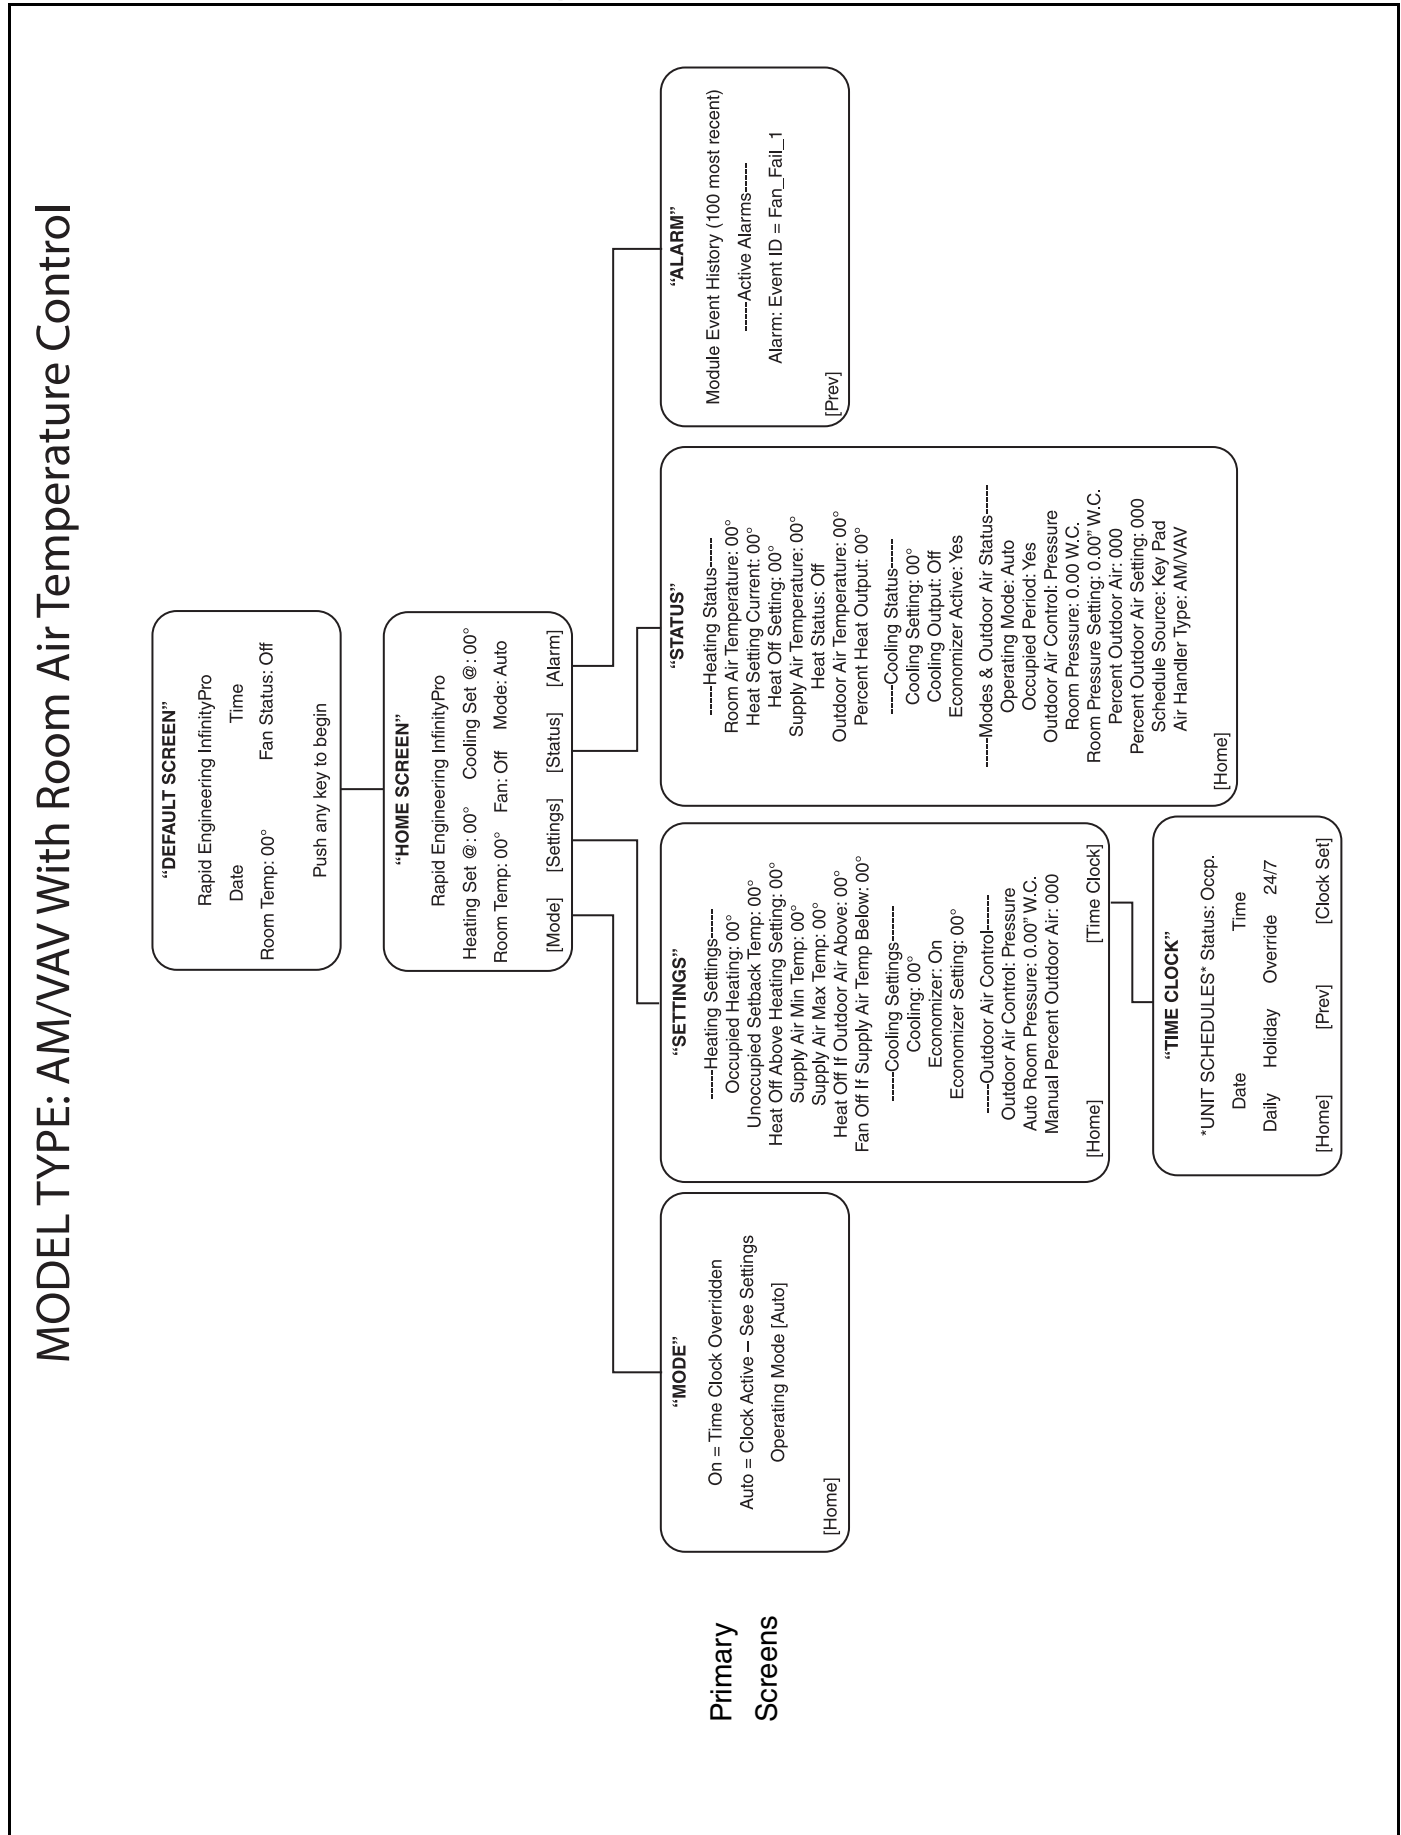 MODEL TYPE: AM/VAV With Room Air Temperature Control
“DEFAULT SCREEN”
Rapid Engineering InfinityPro
Date Time
Room Temp: 00° Fan Status: Off
Push any key to begin
“HOME SCREEN”
Rapid Engineering InfinityPro
Heating Set @: 00° Cooling Set @: 00°
Room Temp: 00° Fan: Off Mode: Auto
[Mode] [Settings] [Status] [Alarm]
Primary
Screens
“MODE”
On = Time Clock Overridden
Auto = Clock Active – See Settings
Operating Mode [Auto]
[Home]
“SETTINGS”
-----Heating Settings-----
Occupied Heating: 00°
Unoccupied Setback Temp: 00°
Heat Off Above Heating Setting: 00°
Supply Air Min Temp: 00°
Supply Air Max Temp: 00°
Heat Off If Outdoor Air Above: 00°
Fan Off If Supply Air Temp Below: 00°
-----Cooling Settings-----
Cooling: 00°
Economizer: On
Economizer Setting: 00°
-----Outdoor Air Control------
Outdoor Air Control: Pressure
Auto Room Pressure: 0.00” W.C.
Manual Percent Outdoor Air: 000
[Home] [Time Clock]
“TIME CLOCK”
*UNIT SCHEDULES* Status: Occp.
Date Time
Daily Holiday Override 24/7
[Home] [Prev] [Clock Set]
“STATUS”
-----Heating Status-----
Room Air Temperature: 00°
Heat Setting Current: 00°
Heat Off Setting: 00°
Supply Air Temperature: 00°
Heat Status: Off
Outdoor Air Temperature: 00°
Percent Heat Output: 00°
-----Cooling Status-----
Cooling Setting: 00°
Cooling Output: Off
Economizer Active: Yes
-----Modes & Outdoor Air Status-----
Operating Mode: Auto
Occupied Period: Yes
Outdoor Air Control: Pressure
Room Pressure: 0.00 W.C.
Room Pressure Setting: 0.00” W.C.
Percent Outdoor Air: 000
Percent Outdoor Air Setting: 000
Schedule Source: Key Pad
Air Handler Type: AM/VAV
[Home]
“ALARM”
Module Event History (100 most recent)
-----Active Alarms-----
Alarm: Event ID = Fan_Fail_1
[Prev]